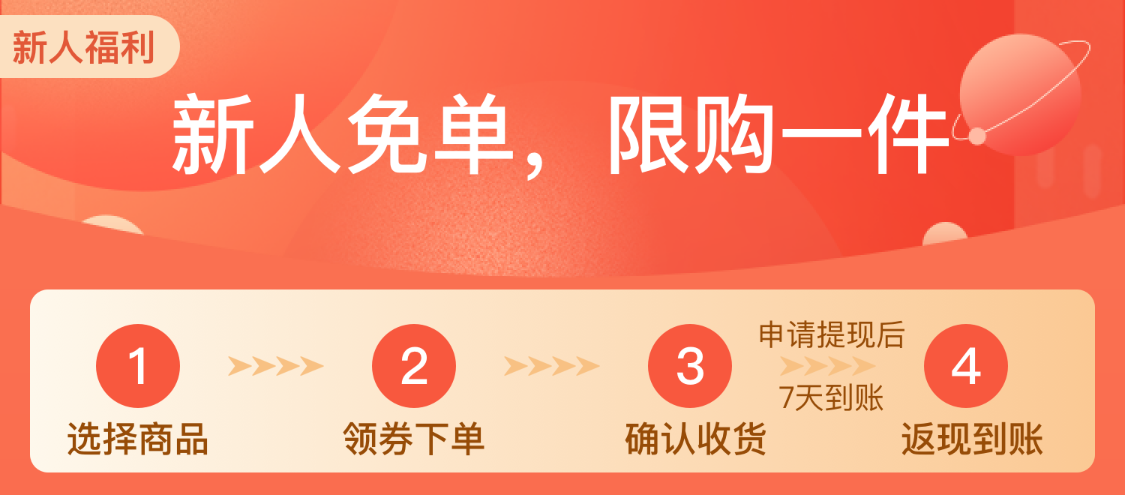 新人福利
新人免单，限购一件
1
2
3
申请提现后
7天到账
4
选择商品
领券下单
确认收货
返现到账